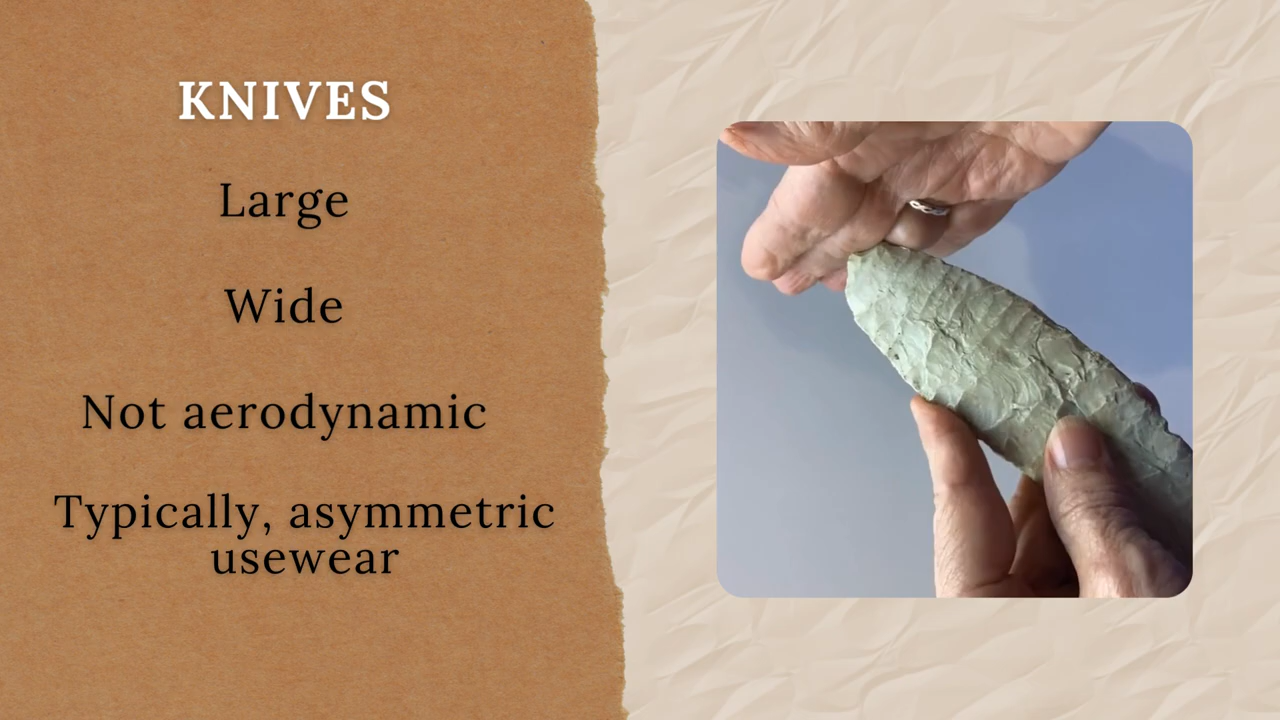 KNIVES
Large
Wide
Not aerodynamic
Typically, asymmetric
usewear